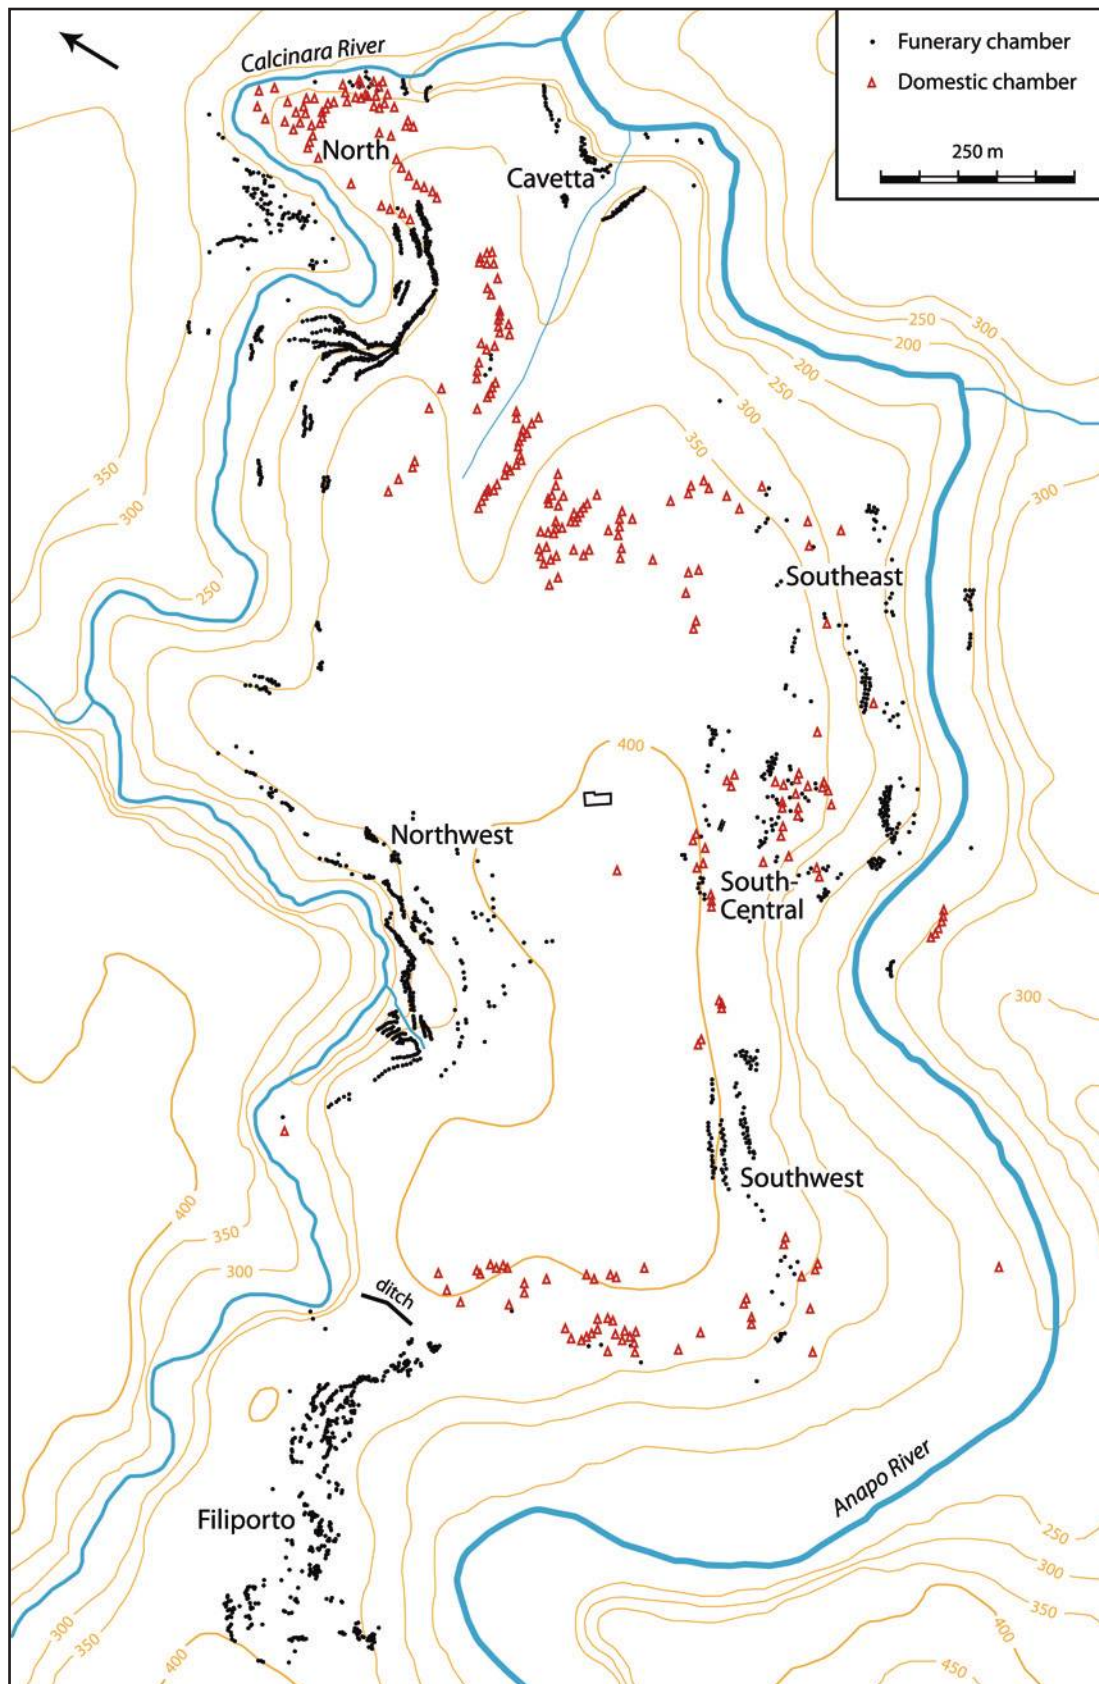 Calcinara River
Funerary chamber
Domestic chamber
250 m
North
Cavetta
250
300
200
200
250
300
350
350
300
300
250
Southeast
400
Northwest
South-
Central
300
Southwest
400
350
300
ditch
Anapo River
Filiporto
250
300
350
400
450
300
350
400